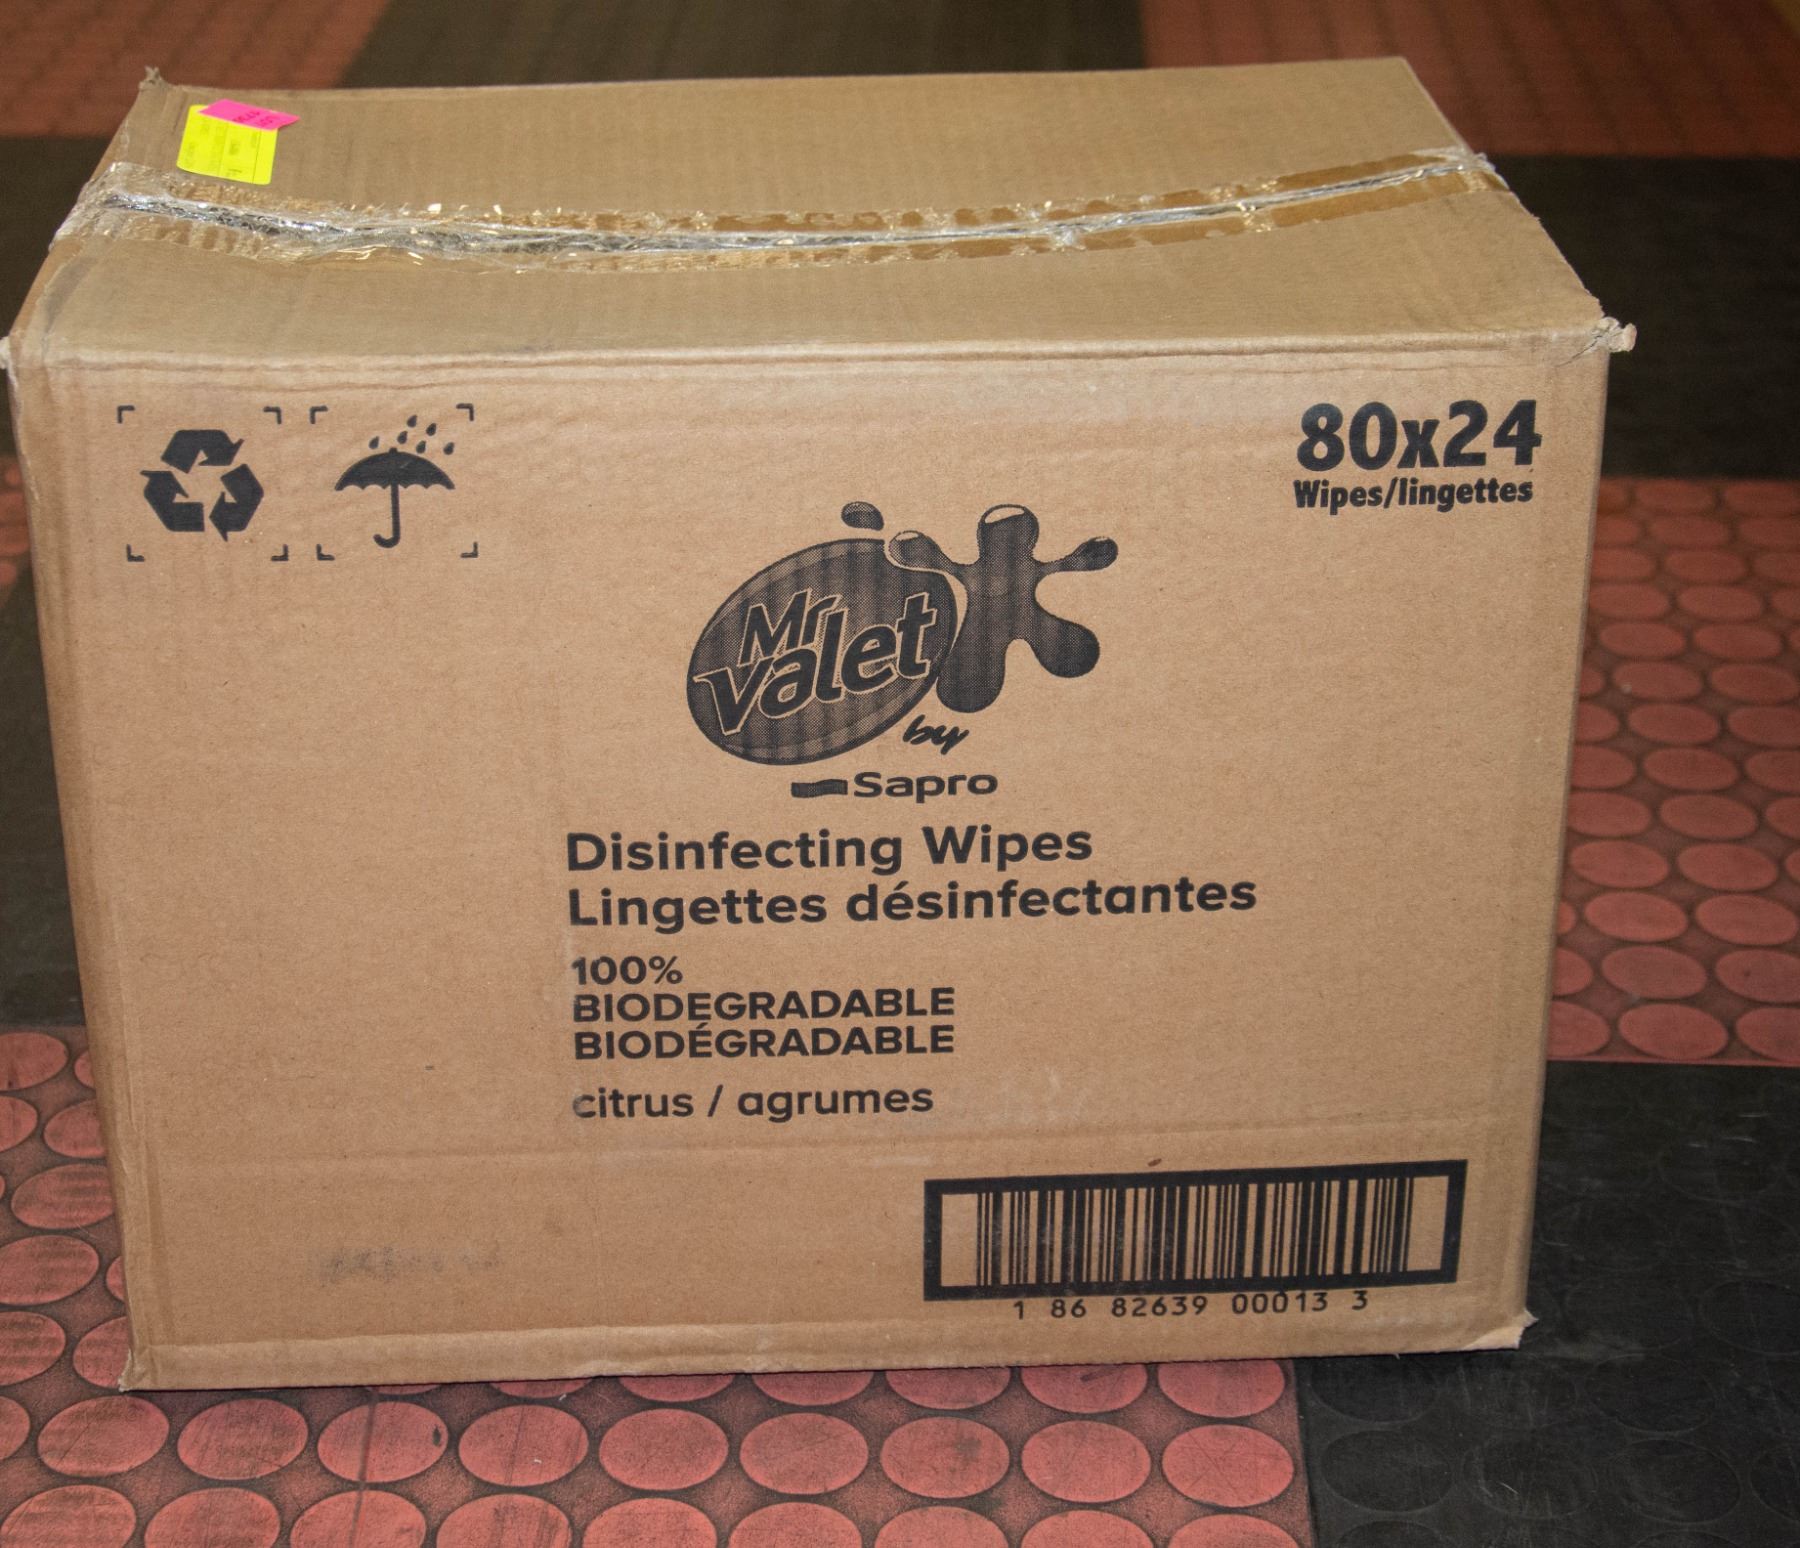 80x24
Wipes/lingettes
Mr
valet
by
Sapro
Disinfecting Wipes
Lingettes désinfectantes
100%
BIODEGRADABLE
BIODÉGRADABLE
citrus / agrumes
1 86 82639 00013 3